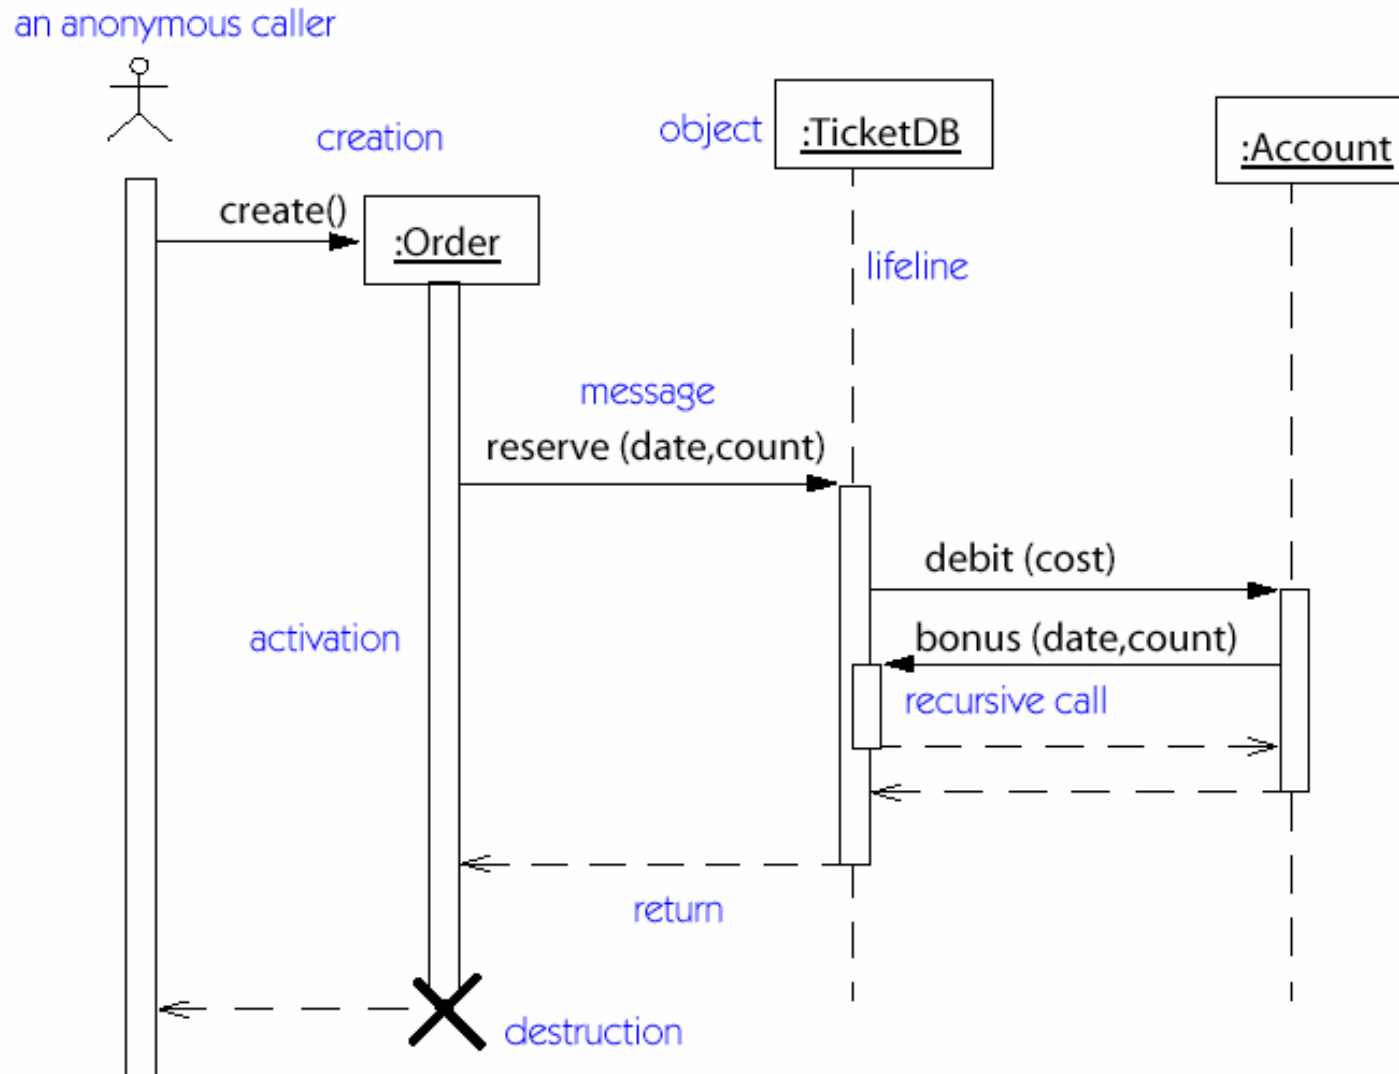 an anonymous caller
creation
object
:TicketDB
:Account
create()
:Order
lifeline
message
reserve (date,count)
debit (cost)
activation
bonus (date,count)
recursive call
return
destruction